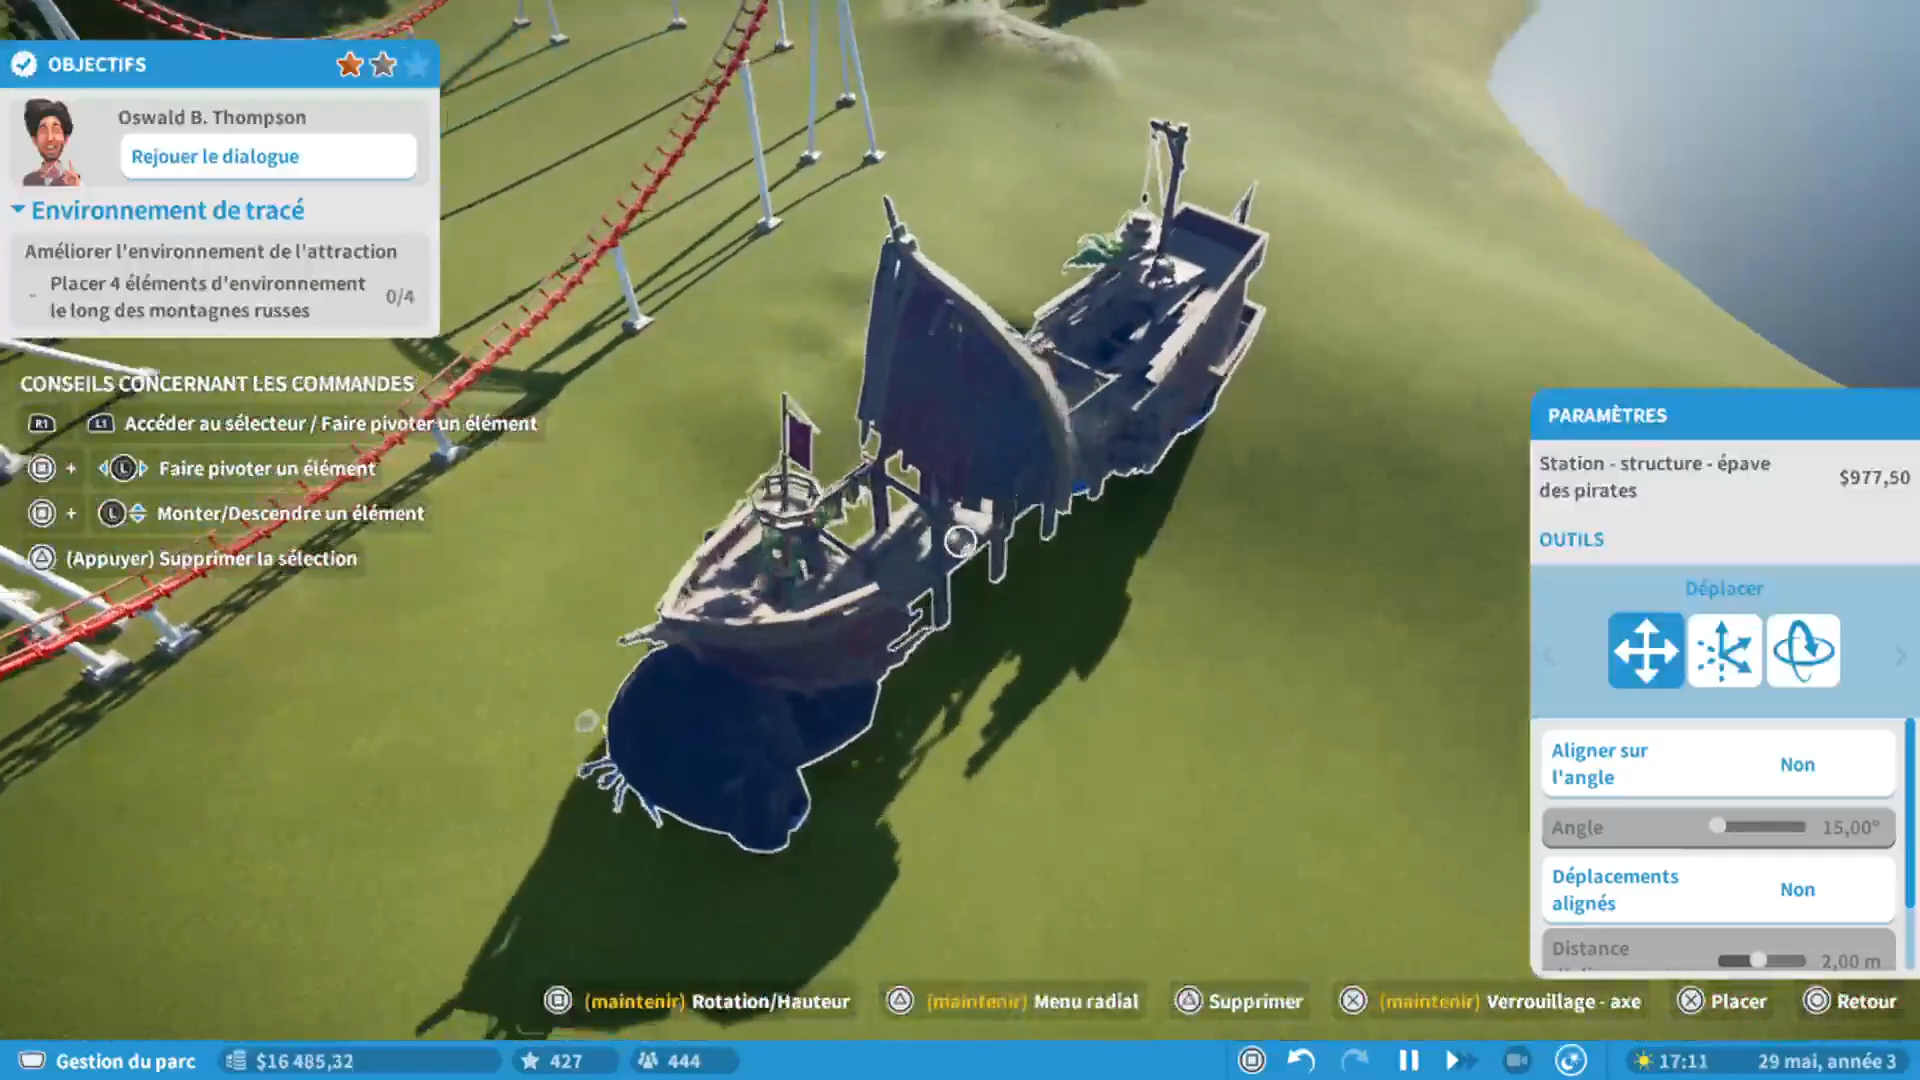 OBJECTIFS
Oswald B. Thompson
Rejouer le dialogue
Environnement de tracé
Améliorer l'environnement de l'attraction
- Placer 4 éléments d'environnement
le long des montagnes russes
0/4
CONSEILS CONCERNANT LES COMMANDES
R1 L1 Accéder au sélecteur / Faire pivoter un élément
+ L Faire pivoter un élément
+ L Monter/Descendre un élément
(Appuyer) Supprimer la sélection
PARAMÈTRES
Station - structure - épave
des pirates
$977,50
OUTILS
Déplacer
Aligner sur
l'angle
Non
Angle
15,00°
Déplacements
alignés
Non
Distance
2,00 m
(maintenir) Rotation/Hauteur
(maintenir) Menu radial
Supprimer
(maintenir) Verrouillage - axe
Placer
Retour
Gestion du parc
$16 485,32
427
444
17:11
29 mai, année 3